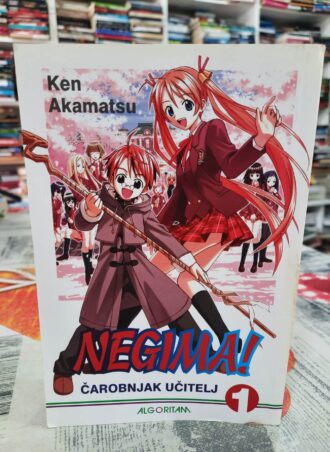 Ken
Akamatsu
NEGIMA!
ČAROBNJAK UČITELJ
1
ALGORITAM